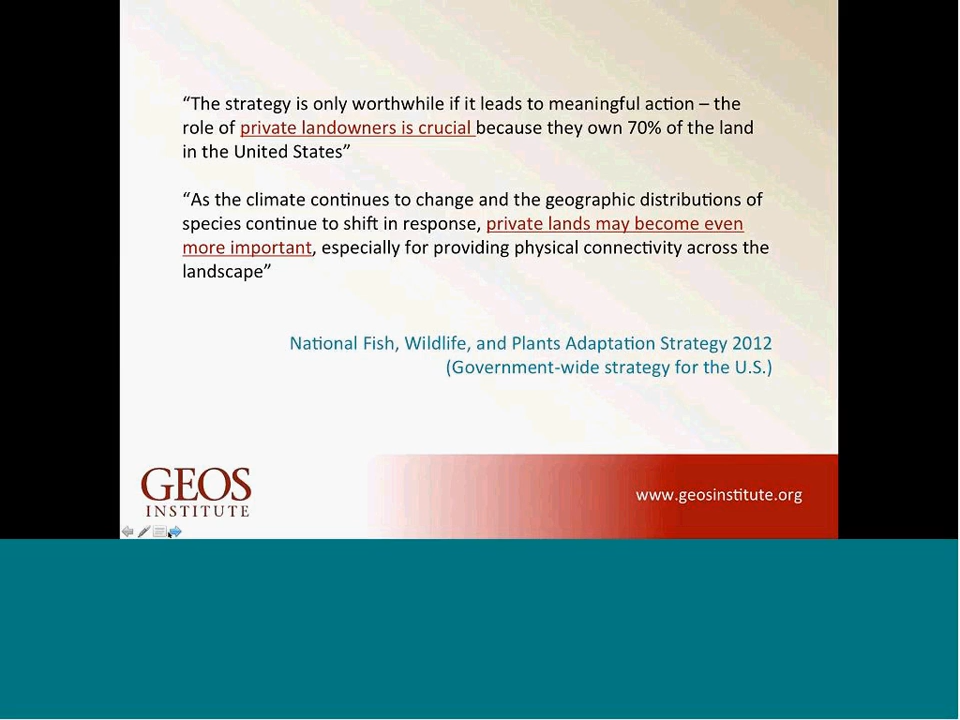 “The strategy is only worthwhile if it leads to meaningful action – the
role of private landowners is crucial because they own 70% of the land
in the United States”
“As the climate continues to change and the geographic distributions of
species continue to shift in response, private lands may become even
more important, especially for providing physical connectivity across the
landscape”
National Fish, Wildlife, and Plants Adaptation Strategy 2012
(Government-wide strategy for the U.S.)
GEOS
INSTITUTE
www.geosinstitute.org